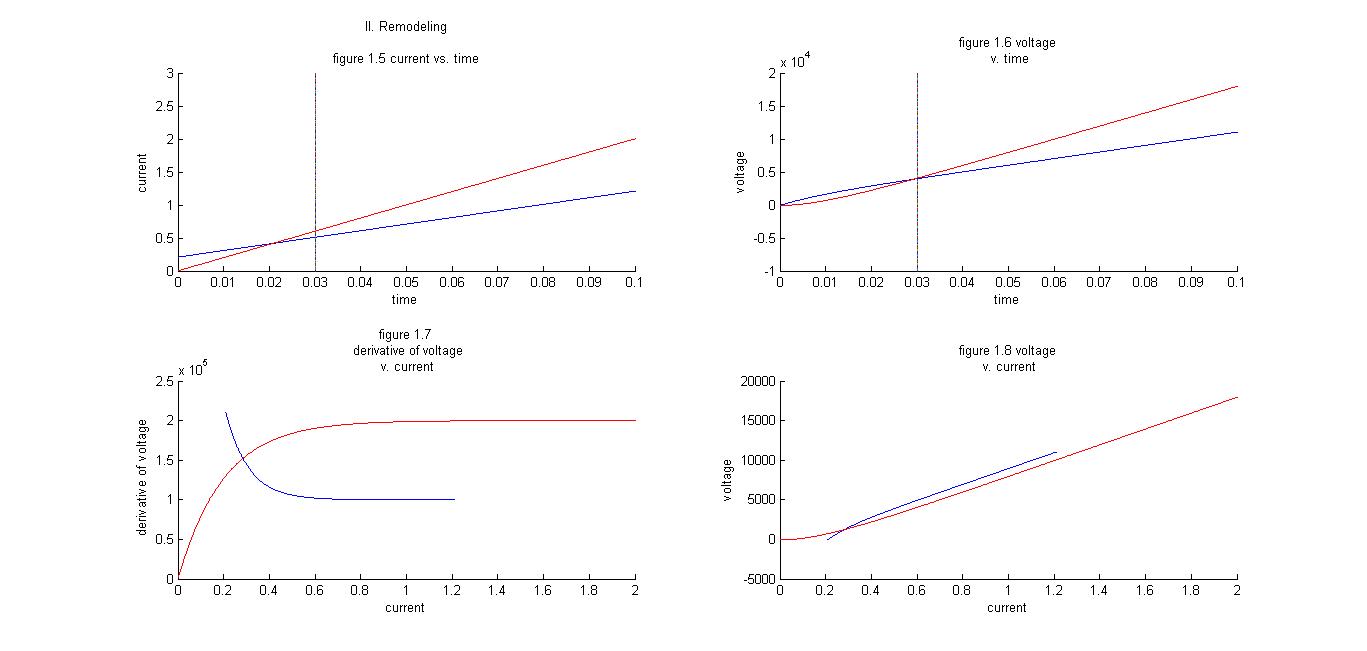 II. Remodeling
figure 1.5 current vs. time
3
2.5
2
1.5
1
0.5
0
current
0 0.01 0.02 0.03 0.04 0.05 0.06 0.07 0.08 0.09 0.1
time
figure 1.6 voltage
v. time
x 10^4
2
1.5
1
0.5
0
-0.5
-1
voltage
0 0.01 0.02 0.03 0.04 0.05 0.06 0.07 0.08 0.09 0.1
time
figure 1.7
derivative of voltage
v. current
x 10^5
2.5
2
1.5
1
0.5
0
derivative of voltage
0 0.2 0.4 0.6 0.8 1 1.2 1.4 1.6 1.8 2
current
figure 1.8 voltage
v. current
20000
15000
10000
5000
0
-5000
voltage
0 0.2 0.4 0.6 0.8 1 1.2 1.4 1.6 1.8 2
current